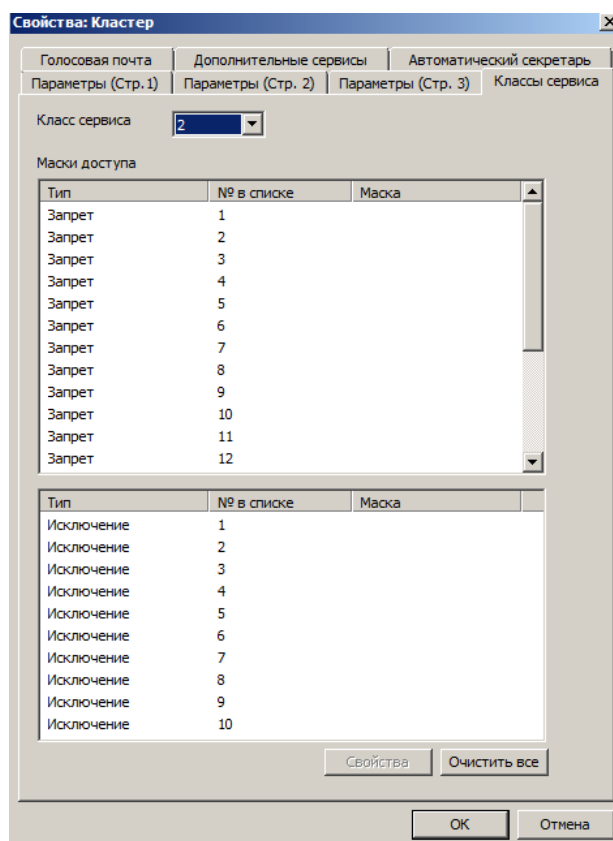 Свойства: Кластер
Голосовая почта Дополнительные сервисы Автоматический секретарь
Параметры (Стр.1) Параметры (Стр. 2) Параметры (Стр. 3) Классы сервиса
Класс сервиса 2
Маски доступа
Тип № в списке Маска
Запрет 1
Запрет 2
Запрет 3
Запрет 4
Запрет 5
Запрет 6
Запрет 7
Запрет 8
Запрет 9
Запрет 10
Запрет 11
Запрет 12
Тип № в списке Маска
Исключение 1
Исключение 2
Исключение 3
Исключение 4
Исключение 5
Исключение 6
Исключение 7
Исключение 8
Исключение 9
Исключение 10
Свойства Очистить все
ОК Отмена